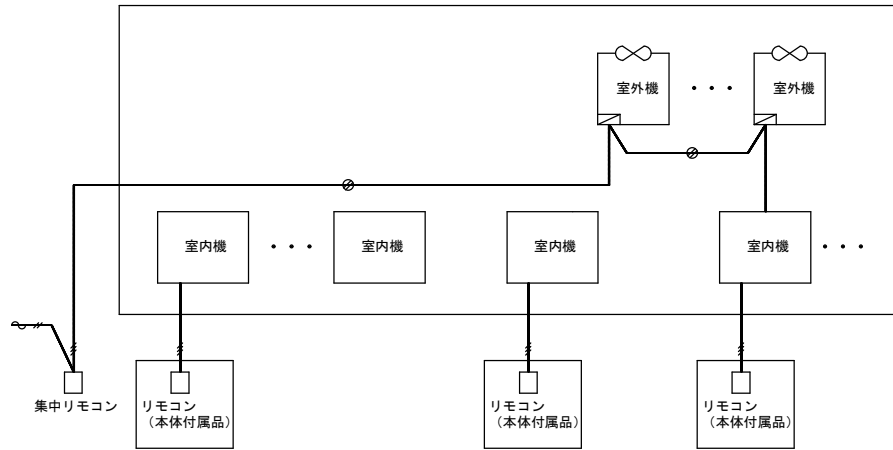 室外機
・・・
室外機
室内機
・・・
室内機
室内機
室内機
・・・
集中リモコン
リモコン
（本体付属品）
リモコン
（本体付属品）
リモコン
（本体付属品）